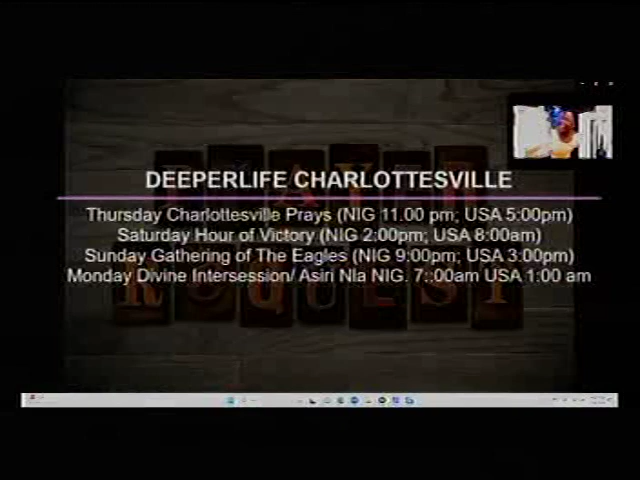 DEEPERLIFE CHARLOTTESVILLE
Thursday Charlottesville Prays (NIG 11.00 pm; USA 5:00pm)
Saturday Hour of Victory (NIG 2:00pm; USA 8:00am)
Sunday Gathering of The Eagles (NIG 9:00pm; USA 3:00pm)
Monday Divine Intersession/ Asiri Nla NIG. 7::00am USA 1:00 am
PRAYER
REQUEST